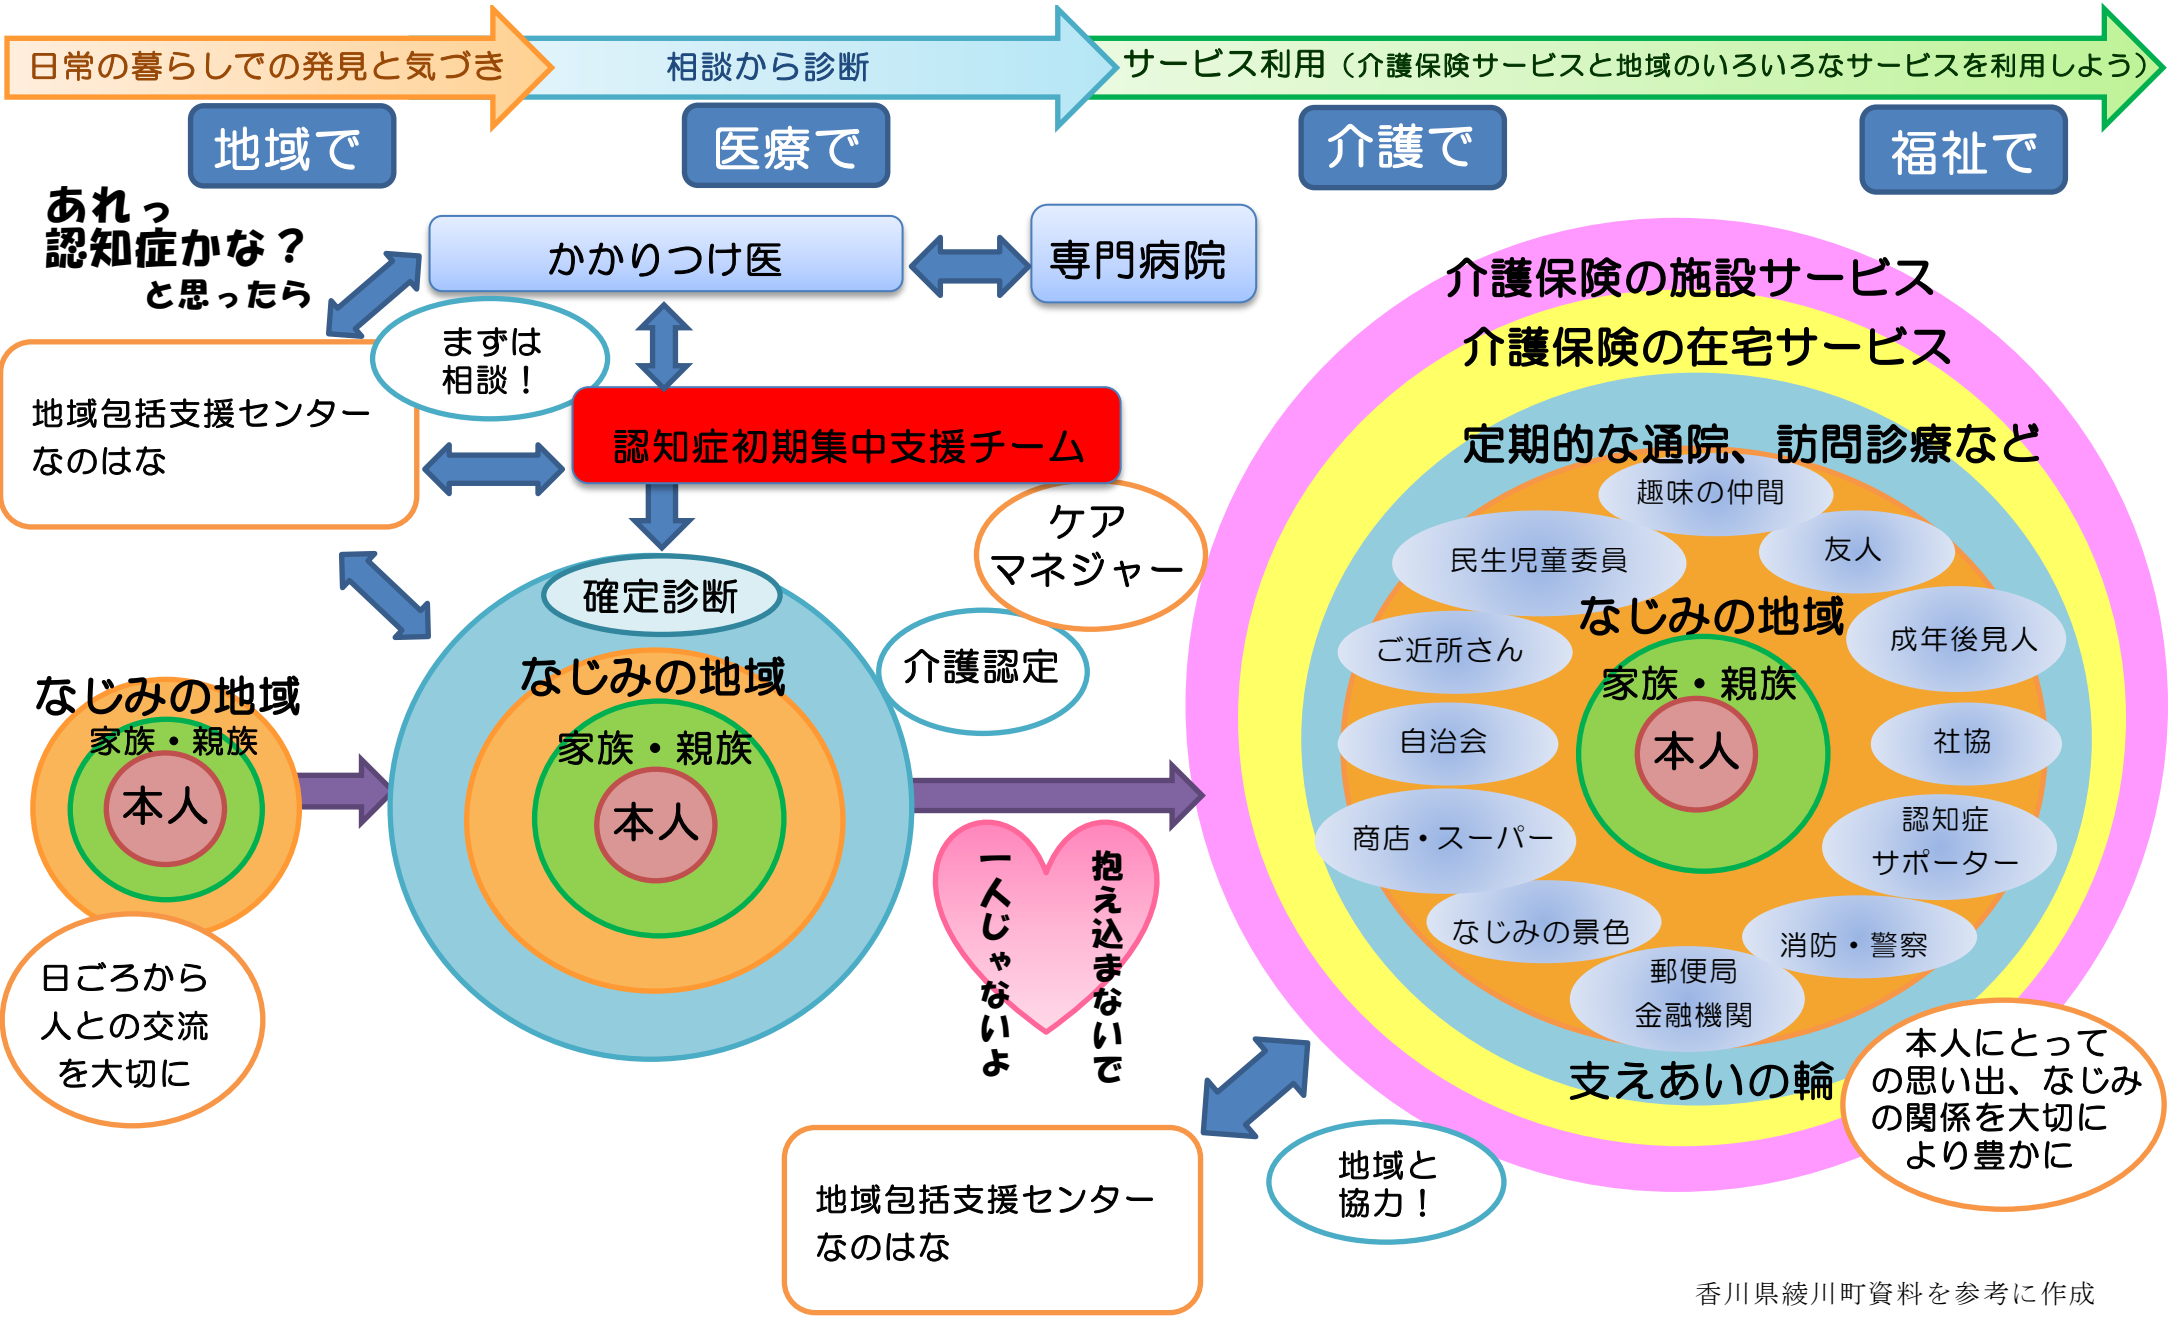 日常の暮らしでの発見と気づき
相談から診断
サービス利用（介護保険サービスと地域のいろいろなサービスを利用しよう）
地域で
医療で
介護で
福祉で
あれっ
認知症かな？
と思ったら
かかりつけ医
専門病院
まずは
相談！
地域包括支援センター
なのはな
認知症初期集中支援チーム
ケア
マネジャー
確定診断
介護認定
なじみの地域
家族・親族
本人
なじみの地域
家族・親族
本人
日ごろから
人との交流
を大切に
抱え込まないで
一人じゃないよ
介護保険の施設サービス
介護保険の在宅サービス
定期的な通院、訪問診療など
趣味の仲間
民生児童委員
友人
なじみの地域
ご近所さん
成年後見人
家族・親族
本人
自治会
社協
商店・スーパー
認知症
サポーター
なじみの景色
消防・警察
郵便局
金融機関
支えあいの輪
本人にとって
の思い出、なじみ
の関係を大切に
より豊かに
地域包括支援センター
なのはな
地域と
協力！
香川県綾川町資料を参考に作成